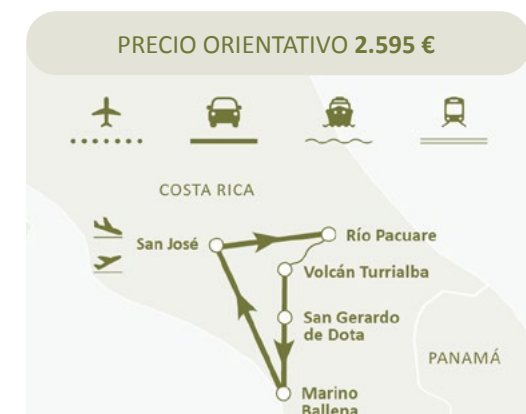 PRECIO ORIENTATIVO 2.595 €
COSTA RICA
San José
Río Pacuare
Volcán Turrialba
San Gerardo
de Dota
PANAMÁ
Marino
Ballena